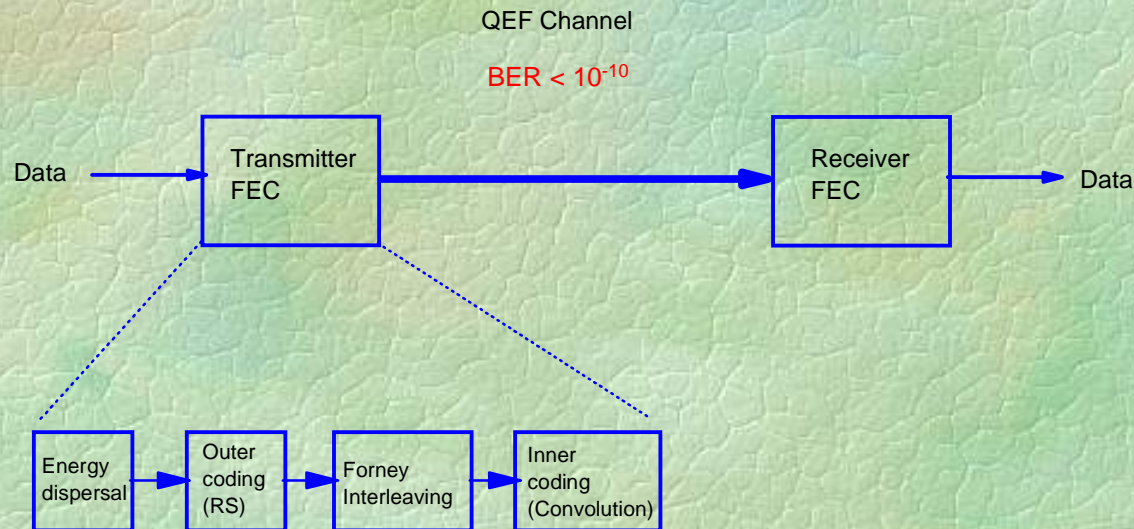 QEF Channel
BER < 10⁻¹⁰
Data
Transmitter
FEC
Receiver
FEC
Data
Energy
dispersal
Outer
coding
(RS)
Forney
Interleaving
Inner
coding
(Convolution)